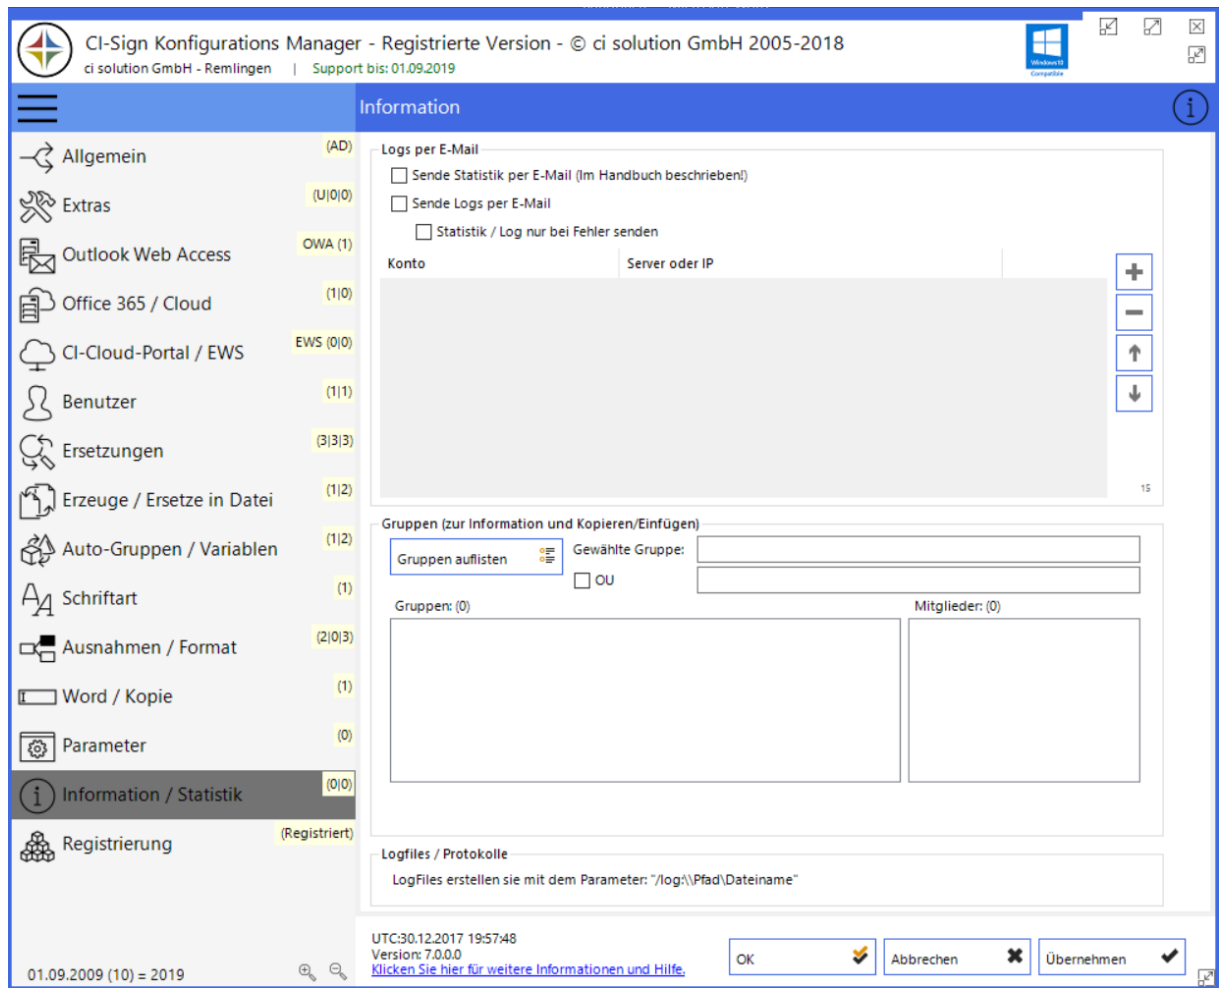 CI-Sign Konfigurations Manager - Registrierte Version - © ci solution GmbH 2005-2018
ci solution GmbH - Remlingen | Support bis: 01.09.2019
Windows10
Compatible
Information
Allgemein (AD)
Extras (U|0|0)
Outlook Web Access OWA (1)
Office 365 / Cloud (1|0)
CI-Cloud-Portal / EWS EWS (0|0)
Benutzer (1|1)
Ersetzungen (3|3|3)
Erzeuge / Ersetze in Datei (1|2)
Auto-Gruppen / Variablen (1|2)
Schriftart (1)
Ausnahmen / Format (2|0|3)
Word / Kopie (1)
Parameter (0)
Information / Statistik (0|0)
Registrierung (Registriert)
01.09.2009 (10) = 2019
Logs per E-Mail
Sende Statistik per E-Mail (Im Handbuch beschrieben!)
Sende Logs per E-Mail
Statistik / Log nur bei Fehler senden
Konto Server oder IP
15
Gruppen (zur Information und Kopieren/Einfügen)
Gruppen auflisten Gewählte Gruppe:
OU
Gruppen: (0) Mitglieder: (0)
Logfiles / Protokolle
LogFiles erstellen sie mit dem Parameter: "/log:\\Pfad\Dateiname"
UTC:30.12.2017 19:57:48
Version: 7.0.0.0
Klicken Sie hier für weitere Informationen und Hilfe.
OK Abbrechen Übernehmen